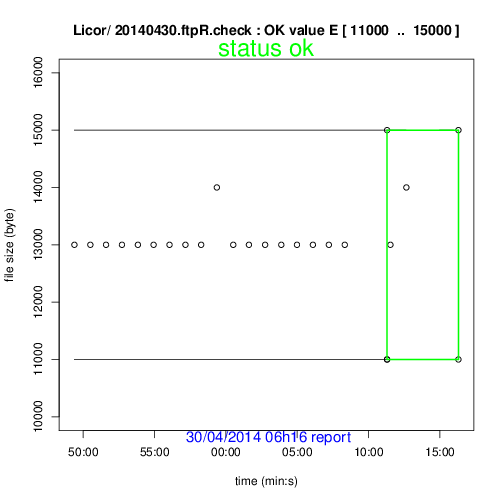 Licor/ 20140430.ftpR.check : OK value E [ 11000 .. 15000 ]
status ok
file size (byte)
16000
15000
14000
13000
12000
11000
10000
30/04/2014 06h16 report
50:00 55:00 00:00 05:00 10:00 15:00
time (min:s)